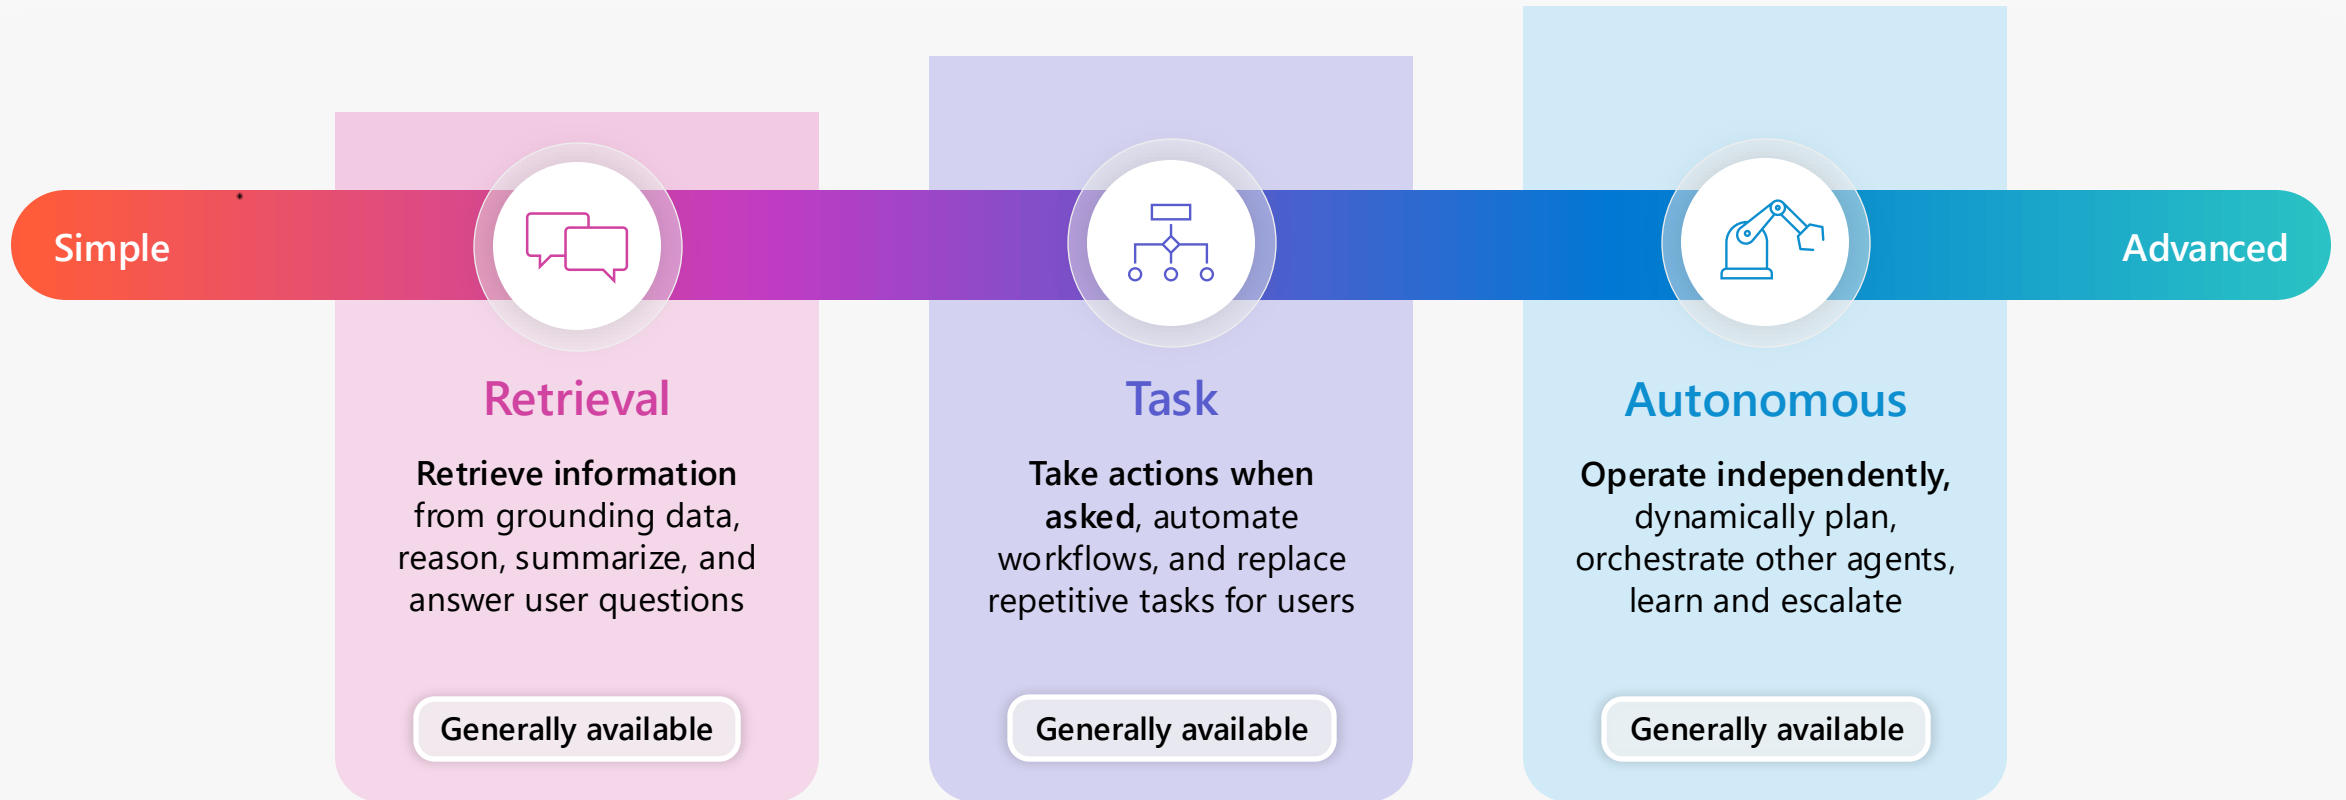 Simple
Advanced
Retrieval
Retrieve information
from grounding data,
reason, summarize, and
answer user questions
Generally available
Task
Take actions when
asked, automate
workflows, and replace
repetitive tasks for users
Generally available
Autonomous
Operate independently,
dynamically plan,
orchestrate other agents,
learn and escalate
Generally available